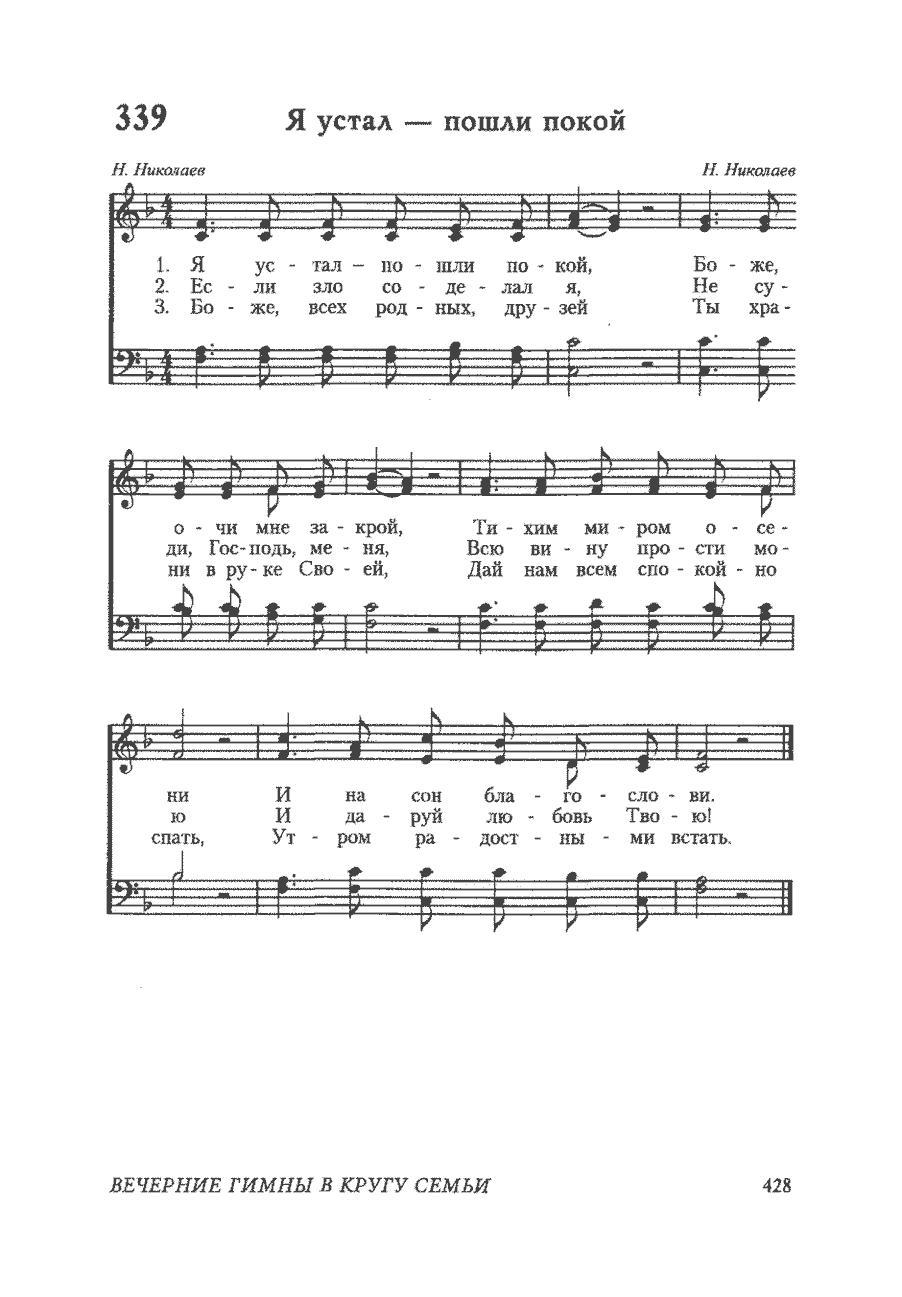 339 Я устал — пошли покой
Н. Николаев Н. Николаев
1. Я ус - тал – по - шли по - кой, Бо - же,
2. Ес - ли зло со - де - лал я, Не су -
3. Бо - же, всех род - ных, дру - зей Ты хра -
о - чи мне за - крой, Ти - хим ми - ром о - се -
ди, Гос- подь, ме - ня, Всю ви - ну про - сти мо -
ни в ру - ке Сво - ей, Дай нам всем спо - кой - но
ни И на сон бла - го - сло - ви.
ю И да - руй лю - бовь Тво - ю!
спать, Ут - ром ра - дост - ны - ми встать.
ВЕЧЕРНИЕ ГИМНЫ В КРУГУ СЕМЬИ 428